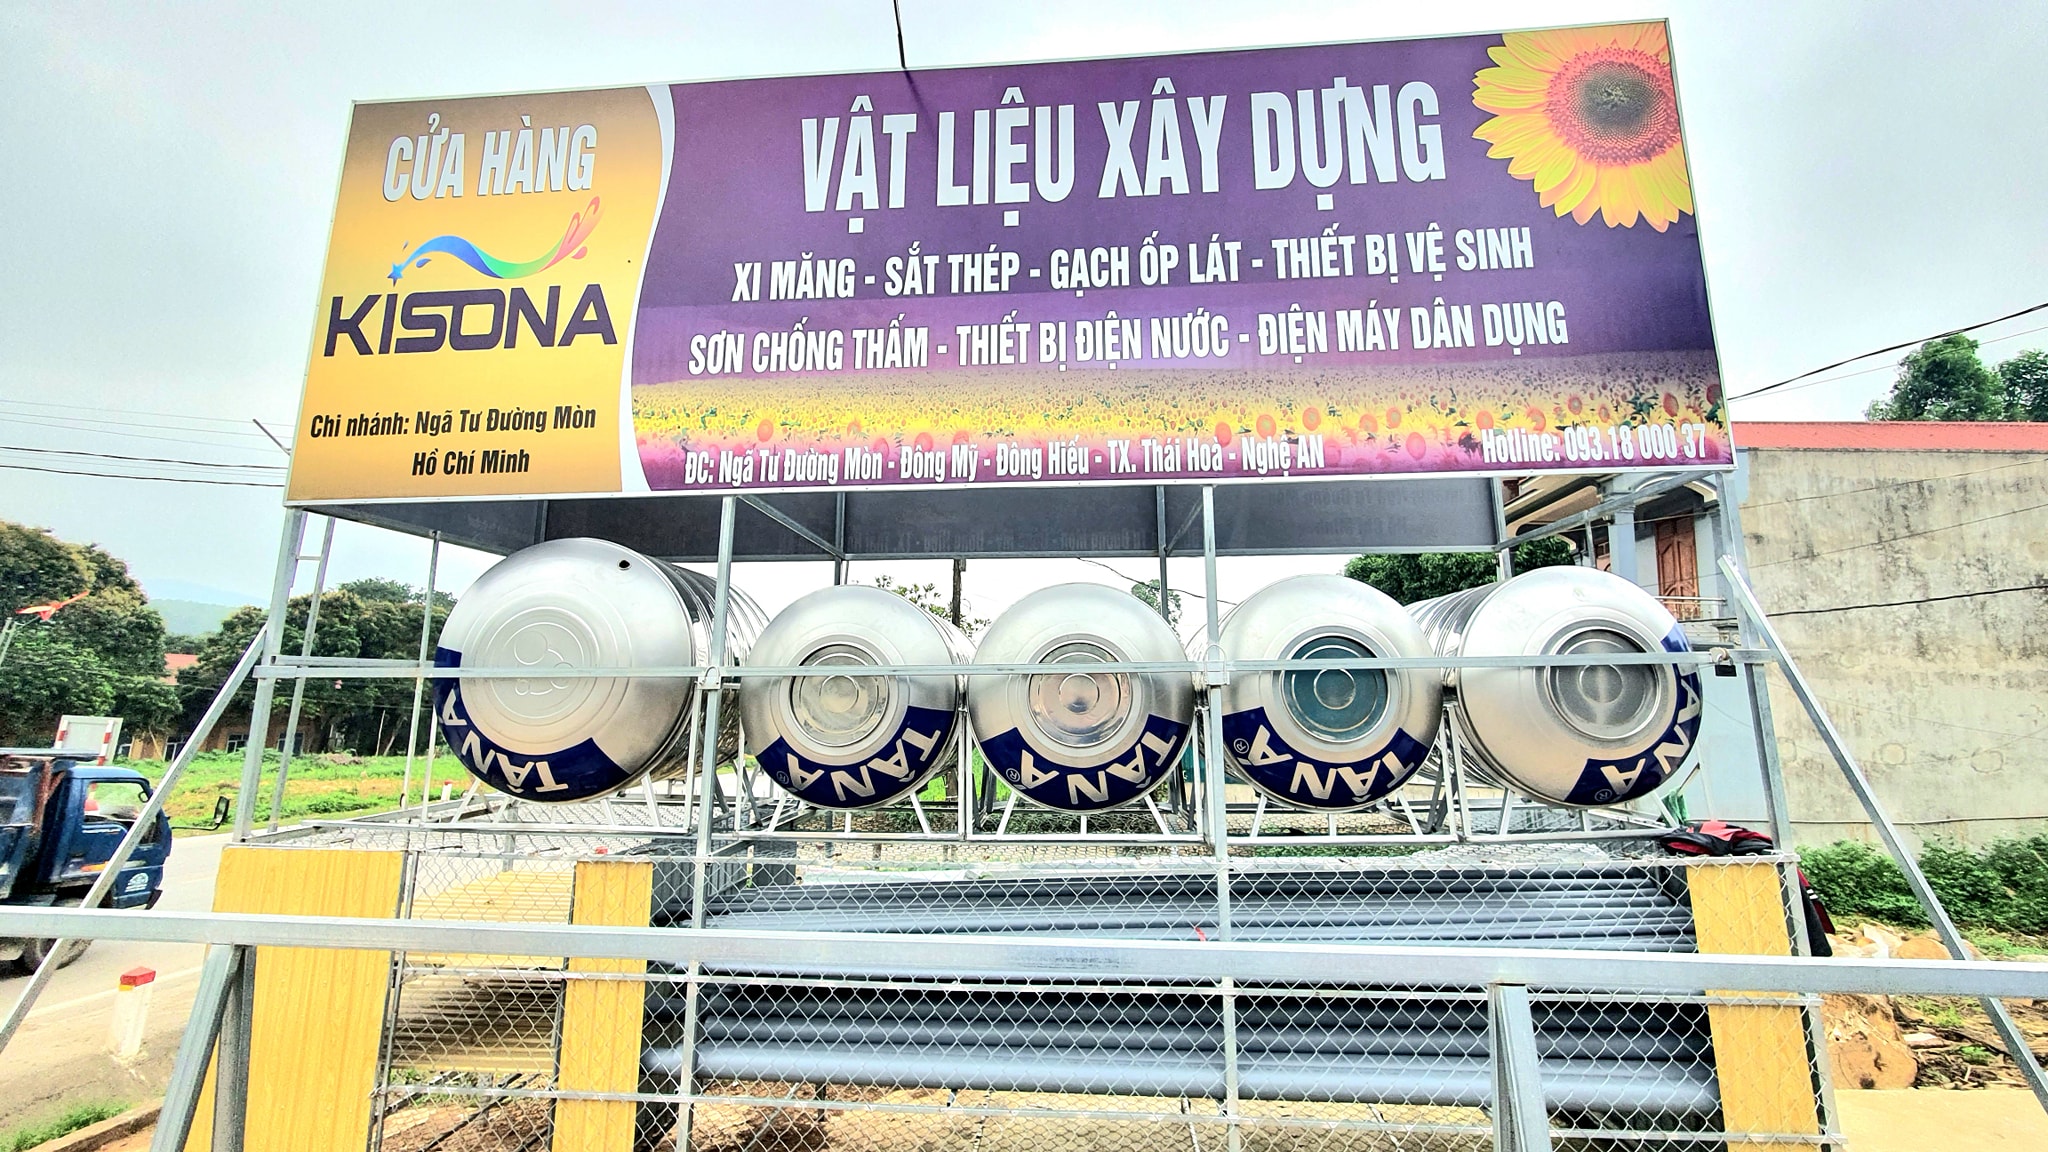 CỬA HÀNG
KISONA
Chi nhánh: Ngã Tư Đường Mòn
Hồ Chí Minh
VẬT LIỆU XÂY DỰNG
XI MĂNG - SẮT THÉP - GẠCH ỐP LÁT - THIẾT BỊ VỆ SINH
SƠN CHỐNG THẤM - THIẾT BỊ ĐIỆN NƯỚC - ĐIỆN MÁY DÂN DỤNG
ĐC: Ngã Tư Đường Mòn - Đông Mỹ - Đông Hiếu - TX. Thái Hoà - Nghệ AN
Hotline: 093.18 000 37
TÂN Á
TÂN Á ®
TÂN Á ®
TÂN Á ®
TÂN Á ®